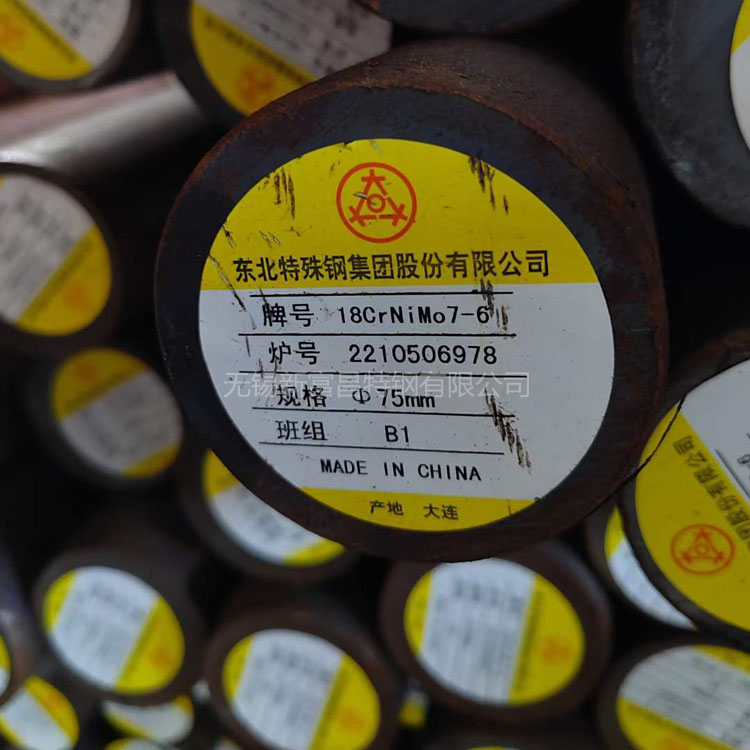 东北特殊钢集团股份有限公司
牌号 18CrNiMo7-6
炉号 2210506978
无锡新富昌特钢有限公司
规格 Φ75mm
班组 B1
MADE IN CHINA
产地 大连